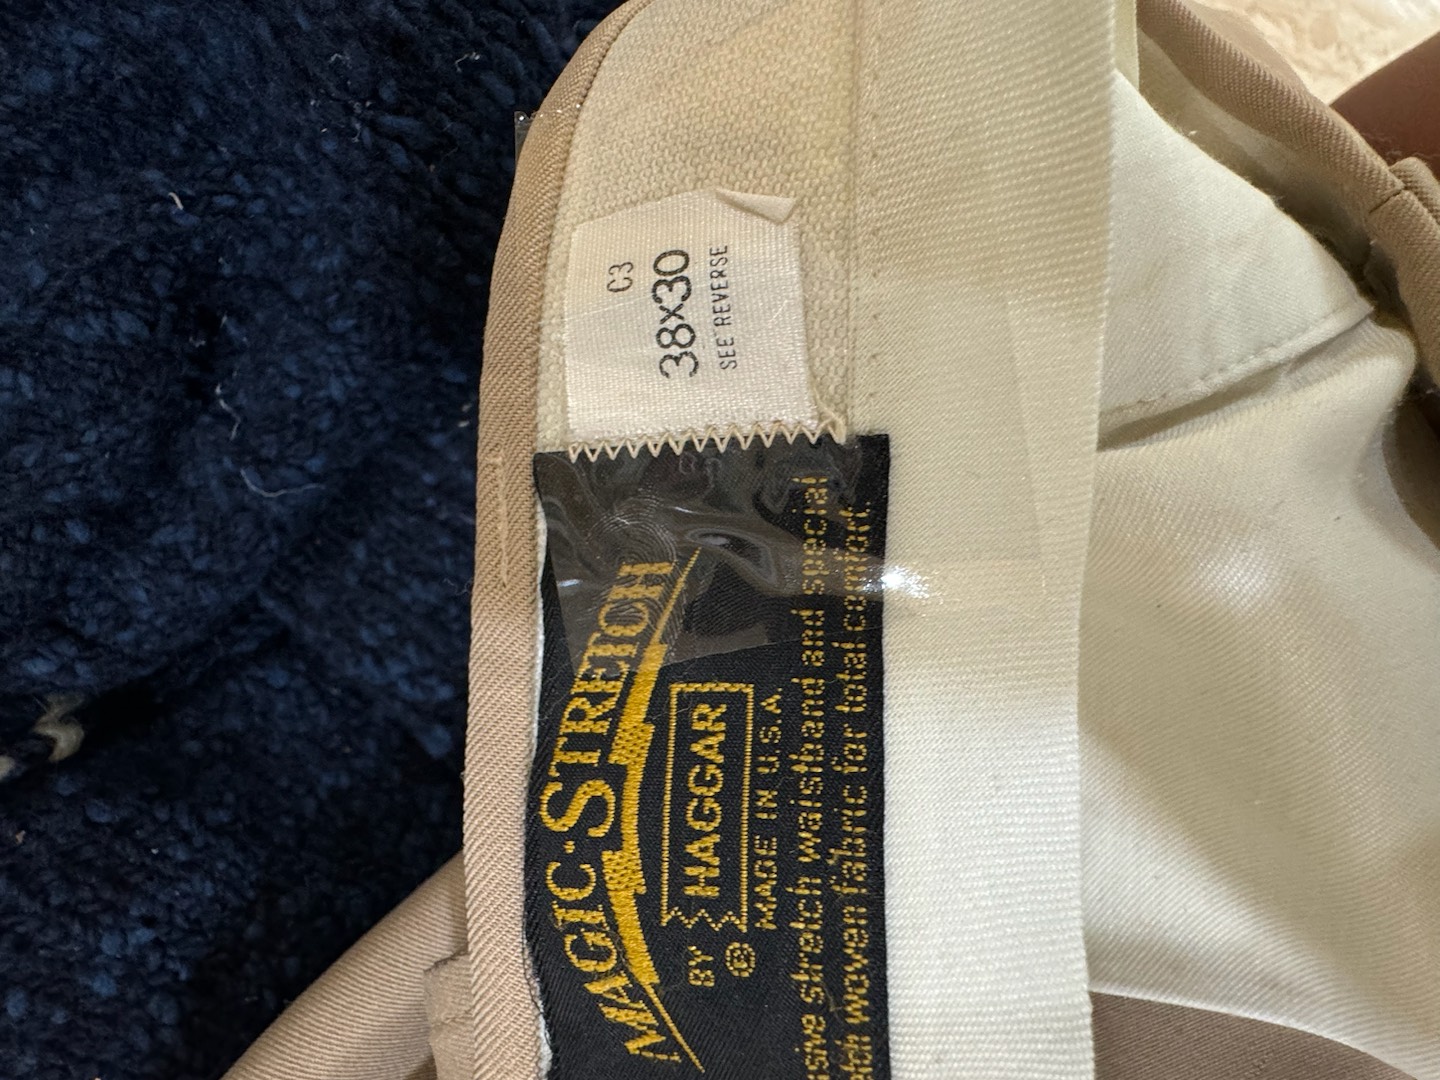 C3
38x30
SEE REVERSE
MAGIC·STRETCH
BY HAGGAR
© MADE IN U.S.A.
stretch waistband and special
woven fabric for total comfort.